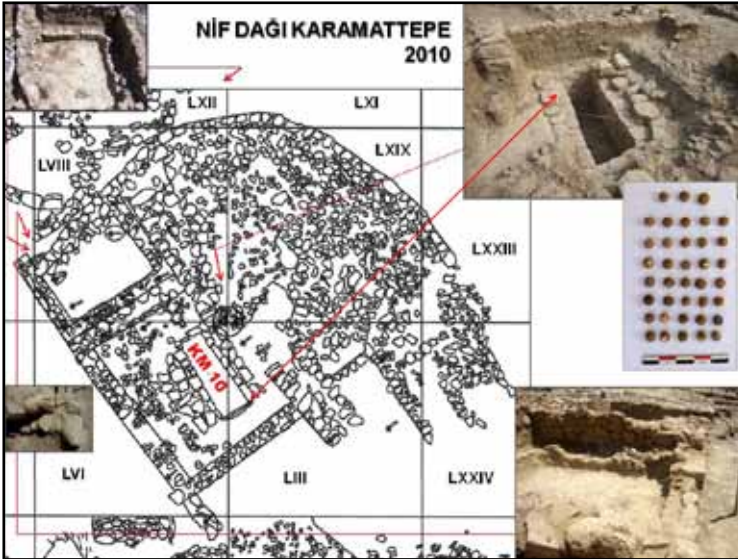 NİF DAĞI KARAMATTEPE
2010
LXII
LXI
LVIII
LXIX
LXXIII
KM 10
LVI
LIII
LXXIV